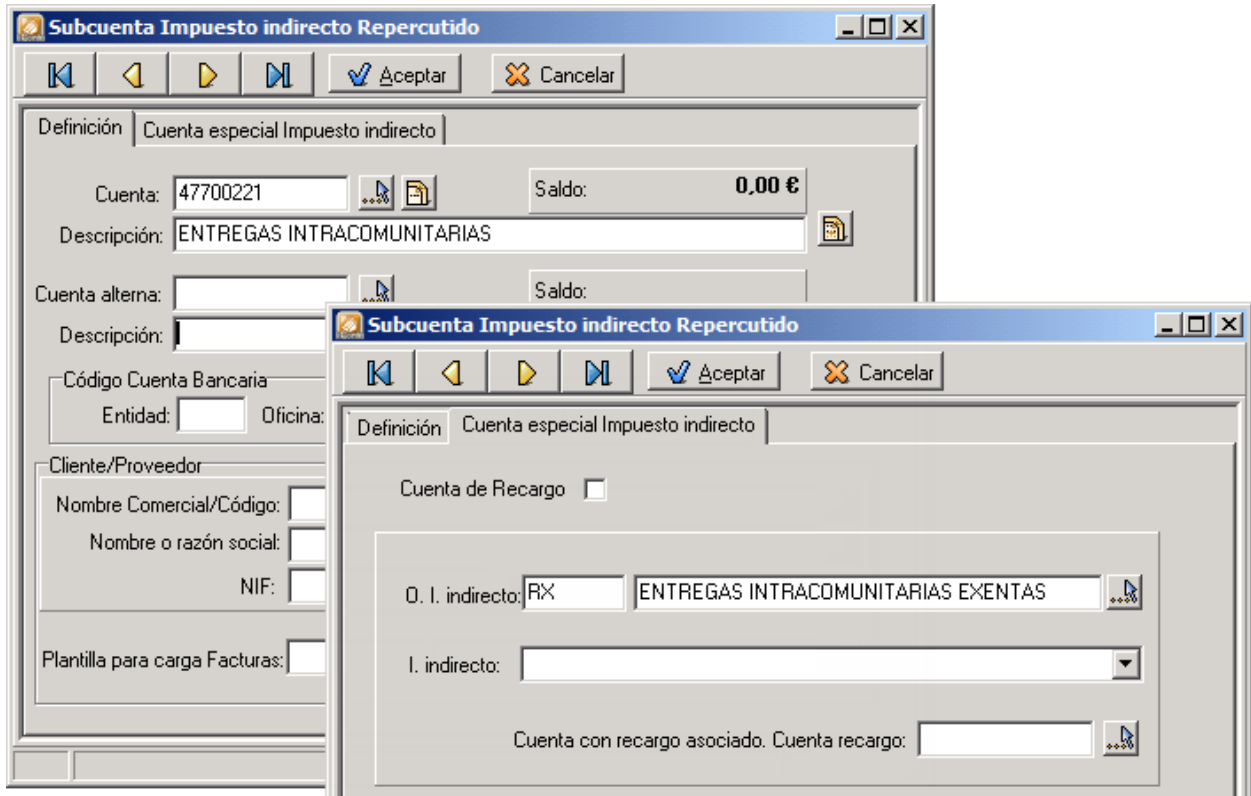 Subcuenta Impuesto indirecto Repercutido
Aceptar Cancelar
Definición Cuenta especial Impuesto indirecto
Cuenta: 47700221 Saldo: 0,00 €
Descripción: ENTREGAS INTRACOMUNITARIAS
Cuenta alterna: Saldo:
Descripción:
Código Cuenta Bancaria
Entidad: Oficina:
Cliente/Proveedor
Nombre Comercial/Código:
Nombre o razón social:
NIF:
Plantilla para carga Facturas:
Subcuenta Impuesto indirecto Repercutido
Aceptar Cancelar
Definición Cuenta especial Impuesto indirecto
Cuenta de Recargo
O. I. indirecto: RX ENTREGAS INTRACOMUNITARIAS EXENTAS
I. indirecto:
Cuenta con recargo asociado. Cuenta recargo: